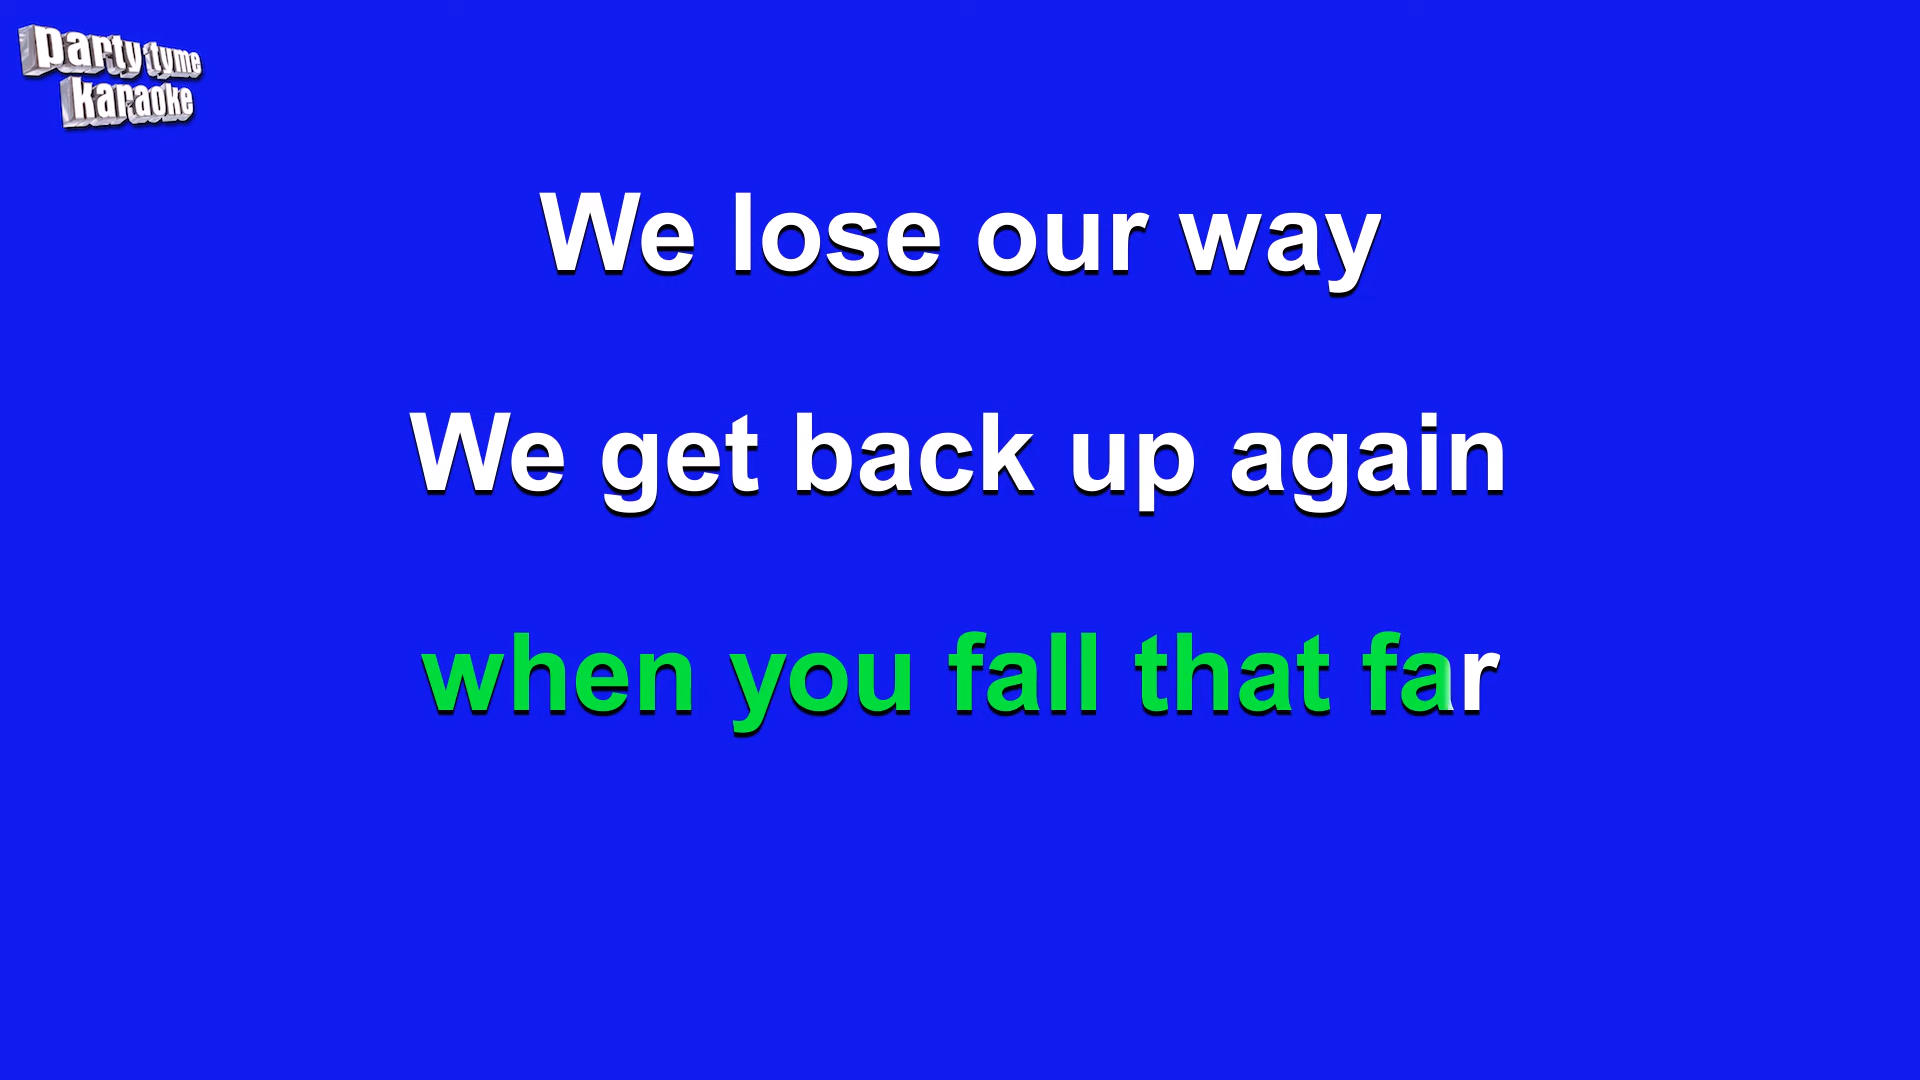 party tyme
karaoke
We lose our way
We get back up again
when you fall that far